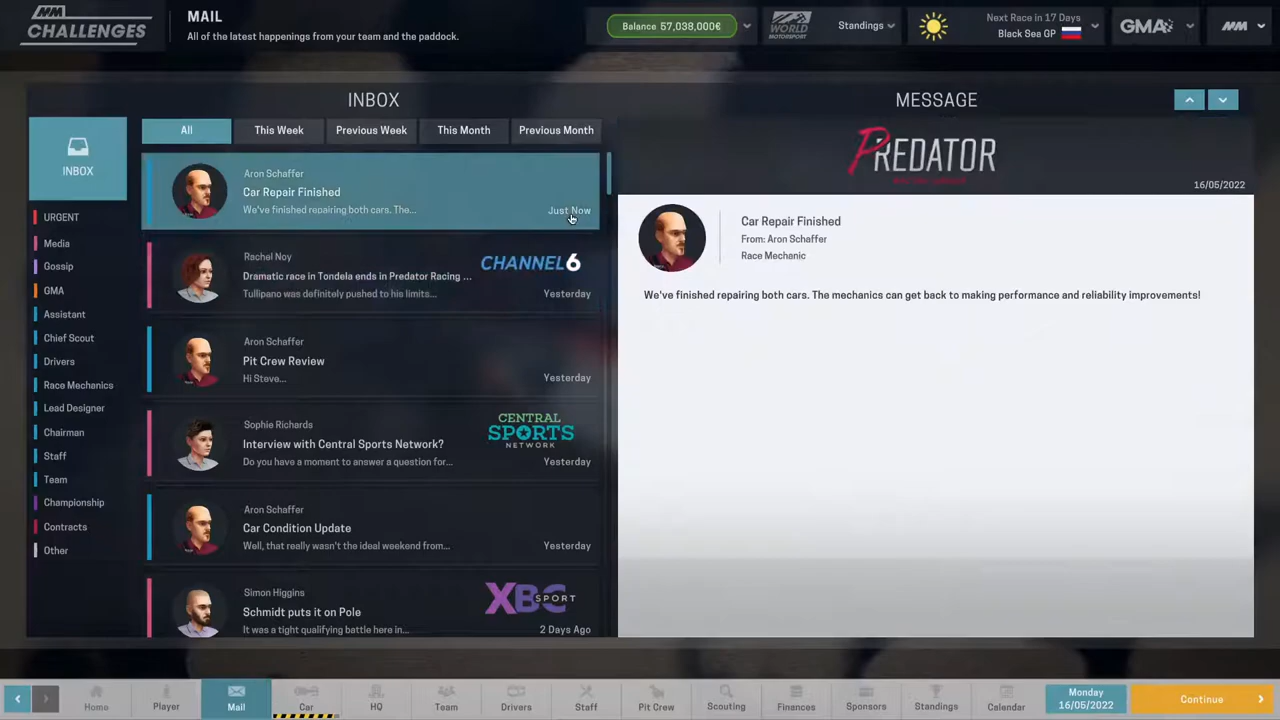 MM
CHALLENGES
MAIL
All of the latest happenings from your team and the paddock.
Balance 57,038,000€
WORLD
MOTORSPORT
Standings
Next Race in 17 Days
Black Sea GP
GMA
MM
INBOX
All
This Week
Previous Week
This Month
Previous Month
INBOX
URGENT
Media
Gossip
GMA
Assistant
Chief Scout
Drivers
Race Mechanics
Lead Designer
Chairman
Staff
Team
Championship
Contracts
Other
Aron Schaffer
Car Repair Finished
We've finished repairing both cars. The...
Just Now
Rachel Noy
CHANNEL6
Dramatic race in Tondela ends in Predator Racing ...
Tullipano was definitely pushed to his limits...
Yesterday
Aron Schaffer
Pit Crew Review
Hi Steve...
Yesterday
Sophie Richards
CENTRAL
SPORTS
NETWORK
Interview with Central Sports Network?
Do you have a moment to answer a question for...
Yesterday
Aron Schaffer
Car Condition Update
Well, that really wasn't the ideal weekend from...
Yesterday
Simon Higgins
XBC SPORT
Schmidt puts it on Pole
It was a tight qualifying battle here in...
2 Days Ago
MESSAGE
PREDATOR
16/05/2022
Car Repair Finished
From: Aron Schaffer
Race Mechanic
We've finished repairing both cars. The mechanics can get back to making performance and reliability improvements!
Home
Player
Mail
Car
HQ
Team
Drivers
Staff
Pit Crew
Scouting
Finances
Sponsors
Standings
Calendar
Monday
16/05/2022
Continue